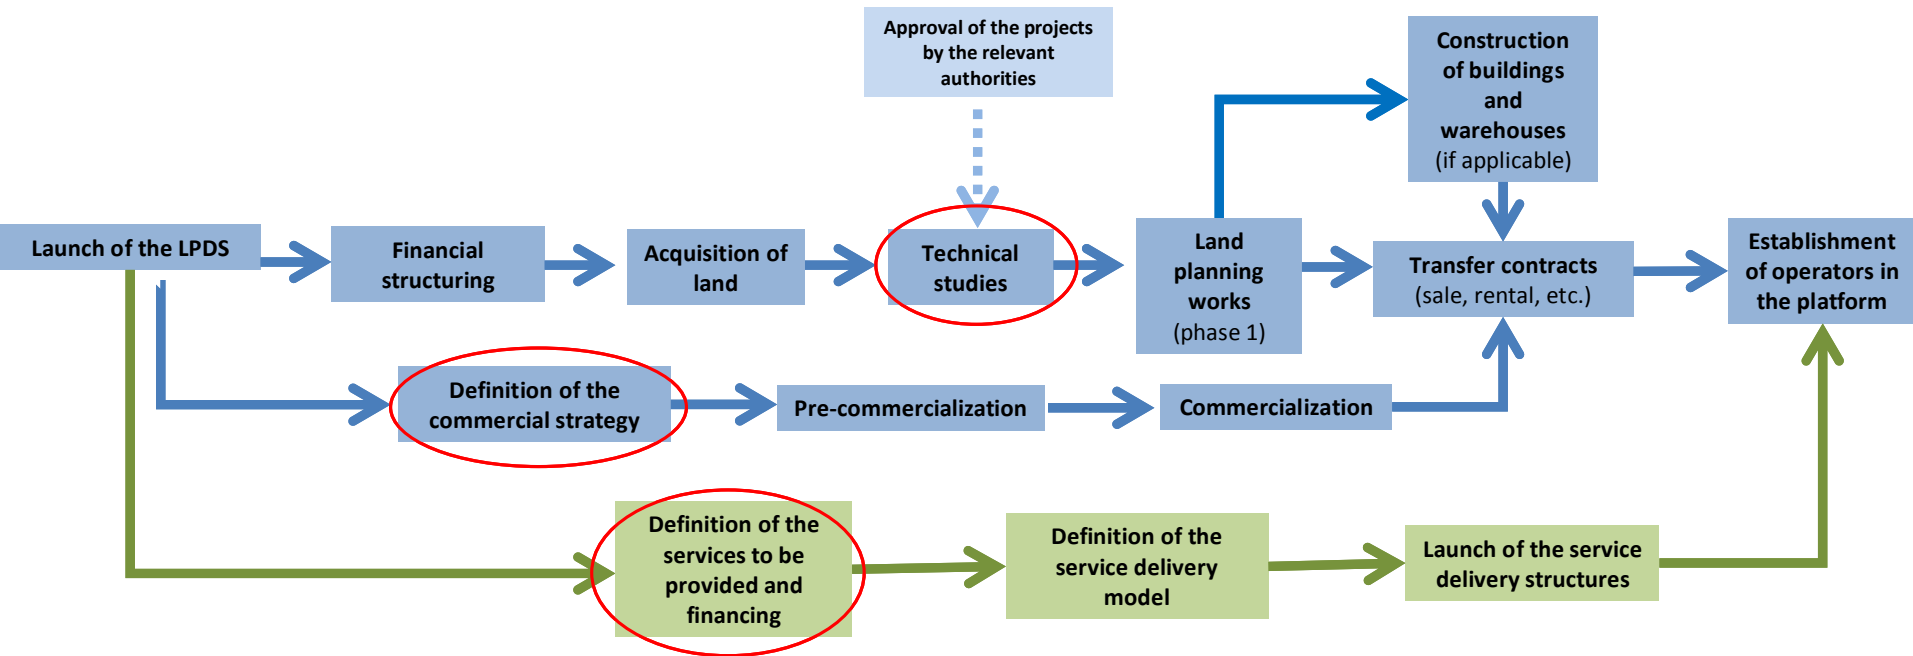 Approval of the projects
by the relevant
authorities
Construction
of buildings
and
warehouses
(if applicable)
Launch of the LPDS
Financial
structuring
Acquisition of
land
Technical
studies
Land
planning
works
(phase 1)
Transfer contracts
(sale, rental, etc.)
Establishment
of operators in
the platform
Definition of the
commercial strategy
Pre-commercialization
Commercialization
Definition of the
services to be
provided and
financing
Definition of the
service delivery
model
Launch of the service
delivery structures